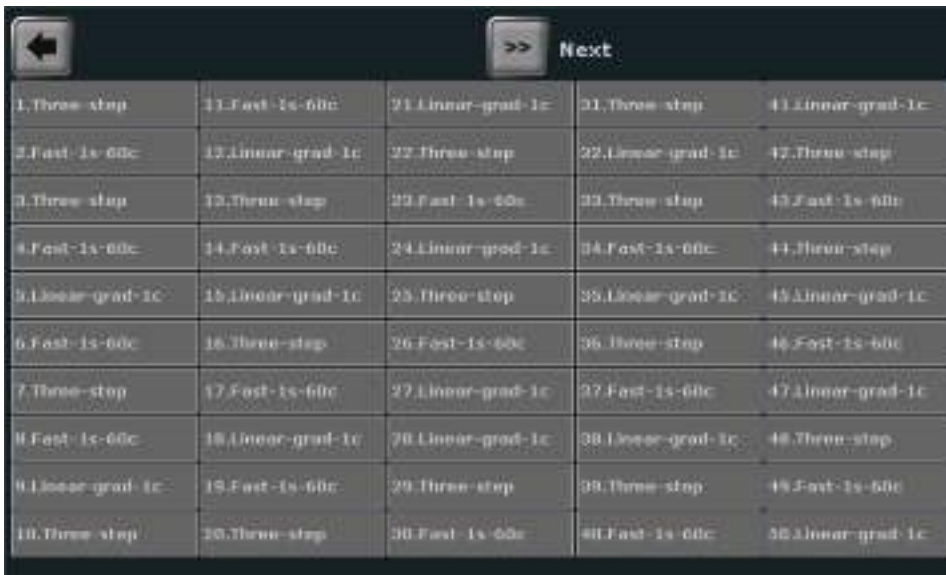 >> Next
1.Three-step 11.Fast-1s-60c 21.Linear-grad-1c 31.Three-step 41.Linear-grad-1c
2.Fast-1s-60c 12.Linear-grad-1c 22.Three-step 32.Linear-grad-1c 42.Three-step
3.Three-step 13.Three-step 23.Fast-1s-60c 33.Three-step 43.Fast-1s-60c
4.Fast-1s-60c 14.Fast-1s-60c 24.Linear-grad-1c 34.Fast-1s-60c 44.Three-step
5.Linear-grad-1c 15.Linear-grad-1c 25.Three-step 35.Linear-grad-1c 45.Linear-grad-1c
6.Fast-1s-60c 16.Three-step 26.Fast-1s-60c 36.Three-step 46.Fast-1s-60c
7.Three-step 17.Fast-1s-60c 27.Linear-grad-1c 37.Fast-1s-60c 47.Linear-grad-1c
8.Fast-1s-60c 18.Linear-grad-1c 28.Linear-grad-1c 38.Linear-grad-1c 48.Three-step
9.Linear-grad-1c 19.Fast-1s-60c 29.Three-step 39.Three-step 49.Fast-1s-60c
10.Three-step 20.Three-step 30.Fast-1s-60c 40.Fast-1s-60c 50.Linear-grad-1c